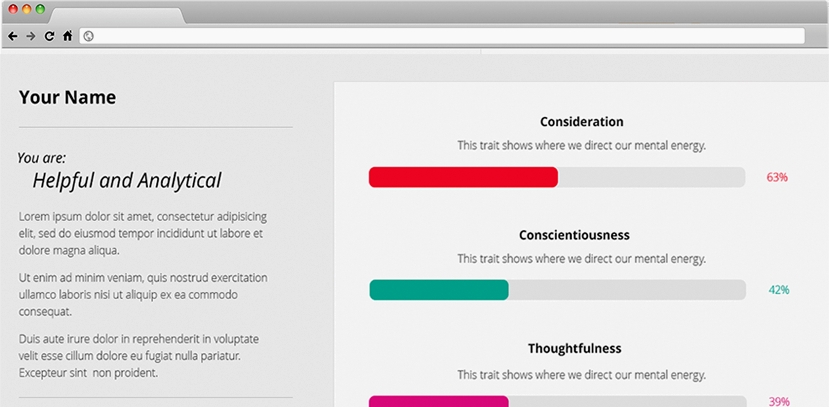 Your Name
You are:
Helpful and Analytical
Lorem ipsum dolor sit amet, consectetur adipisicing
elit, sed do eiusmod tempor incididunt ut labore et
dolore magna aliqua.
Ut enim ad minim veniam, quis nostrud exercitation
ullamco laboris nisi ut aliquip ex ea commodo
consequat.
Duis aute irure dolor in reprehenderit in voluptate
velit esse cillum dolore eu fugiat nulla pariatur.
Excepteur sint non proident.
Consideration
This trait shows where we direct our mental energy.
63%
Conscientiousness
This trait shows where we direct our mental energy.
42%
Thoughtfulness
This trait shows where we direct our mental energy.
39%